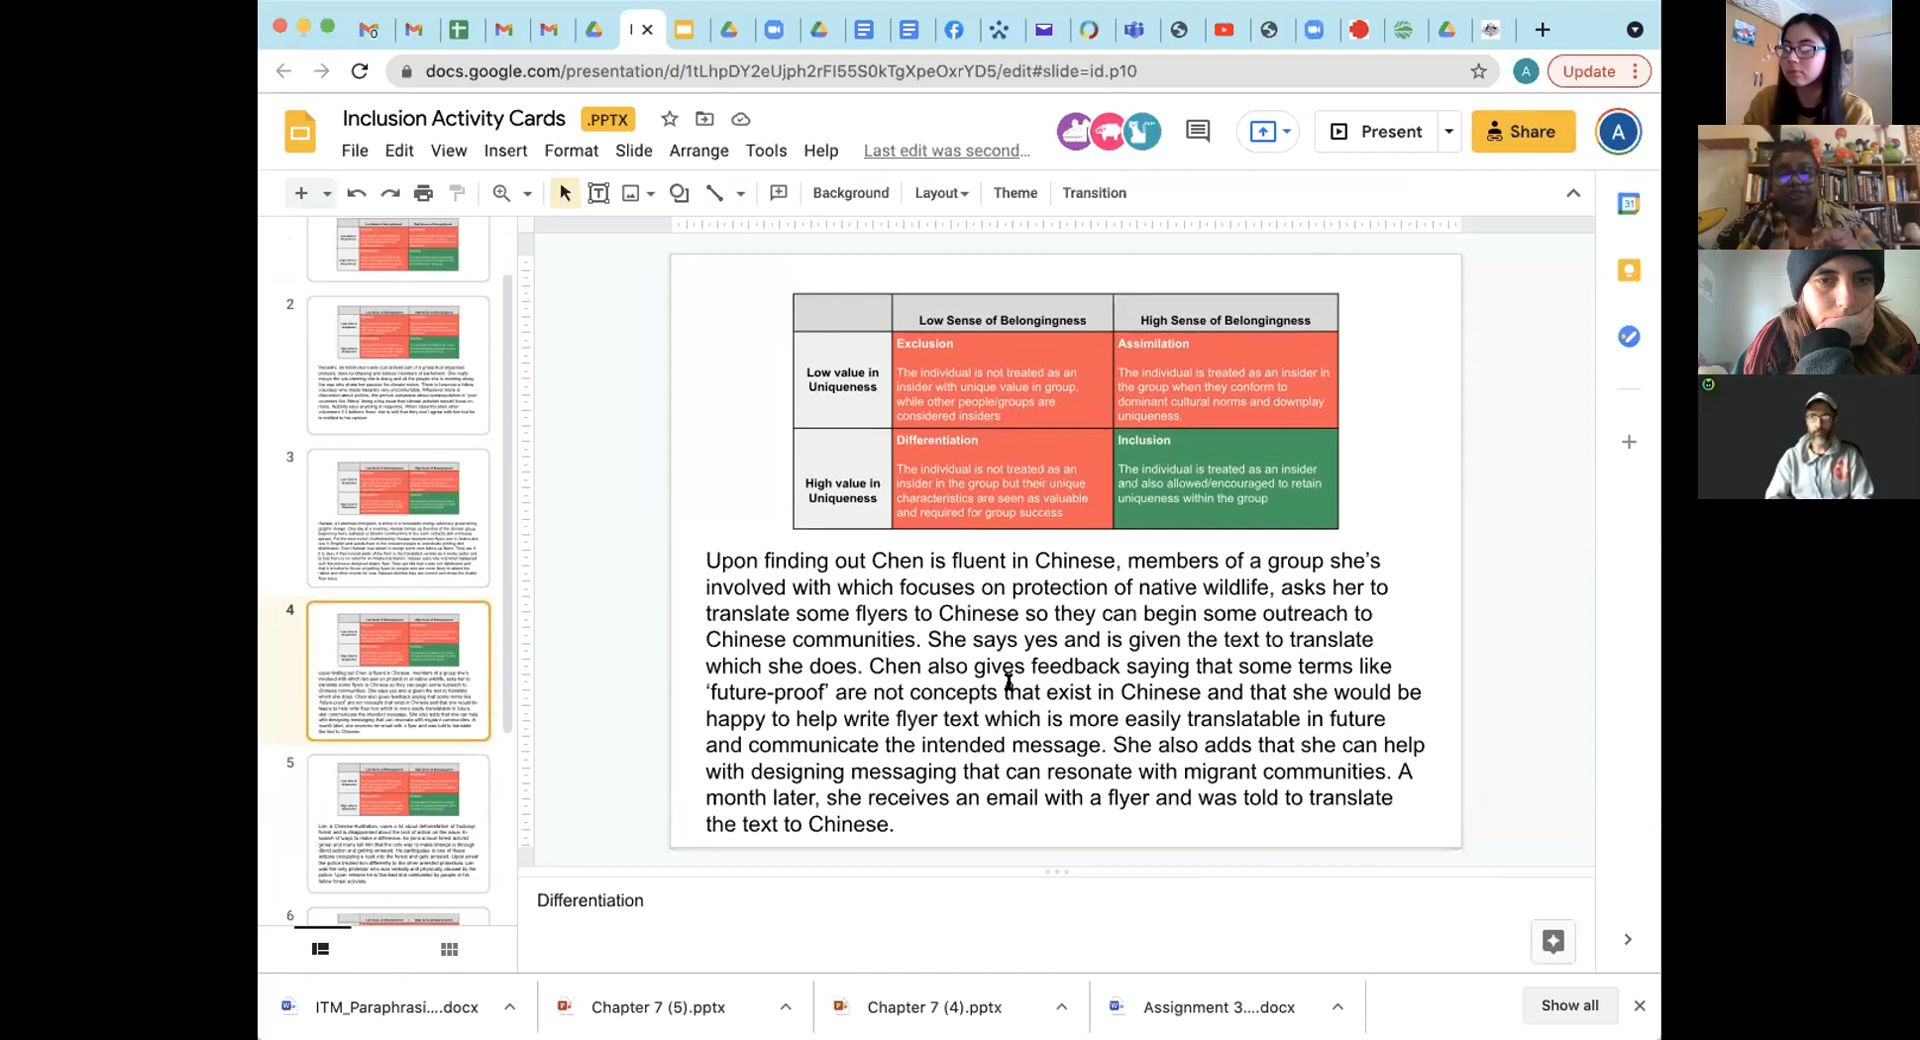 docs.google.com/presentation/d/1tLhpDY2eUjph2rFI55S0kTgXpeOxrYD5/edit#slide=id.p10
A
Update
Inclusion Activity Cards
.PPTX
Present
Share
A
File Edit View Insert Format Slide Arrange Tools Help Last edit was second...
Background Layout Theme Transition
31
2
3
4
5
6
Low Sense of Belongingness
High Sense of Belongingness
Low value in
Uniqueness
Exclusion
The individual is not treated as an
insider with unique value in group,
while other people/groups are
considered insiders
Assimilation
The individual is treated as an insider in
the group when they conform to
dominant cultural norms and downplay
uniqueness.
High value in
Uniqueness
Differentiation
The individual is not treated as an
insider in the group but their unique
characteristics are seen as valuable
and required for group success
Inclusion
The individual is treated as an insider
and also allowed/encouraged to retain
uniqueness within the group
Upon finding out Chen is fluent in Chinese, members of a group she's
involved with which focuses on protection of native wildlife, asks her to
translate some flyers to Chinese so they can begin some outreach to
Chinese communities. She says yes and is given the text to translate
which she does. Chen also gives feedback saying that some terms like
'future-proof' are not concepts that exist in Chinese and that she would be
happy to help write flyer text which is more easily translatable in future
and communicate the intended message. She also adds that she can help
with designing messaging that can resonate with migrant communities. A
month later, she receives an email with a flyer and was told to translate
the text to Chinese.
Differentiation
ITM_Paraphrasi....docx
Chapter 7 (5).pptx
Chapter 7 (4).pptx
Assignment 3....docx
Show all